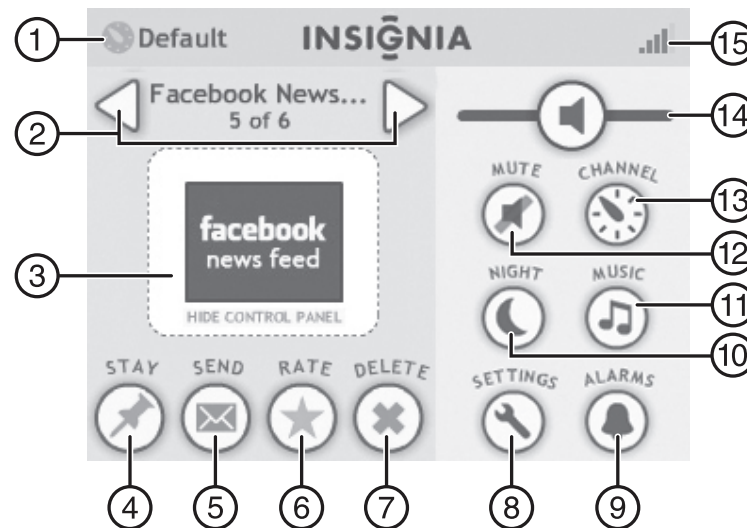 1
Default
INSIGNIA
15
2
Facebook News...
5 of 6
14
facebook
news feed
HIDE CONTROL PANEL
3
MUTE
CHANNEL
13
12
NIGHT
MUSIC
11
10
STAY
SEND
RATE
DELETE
SETTINGS
ALARMS
4
5
6
7
8
9